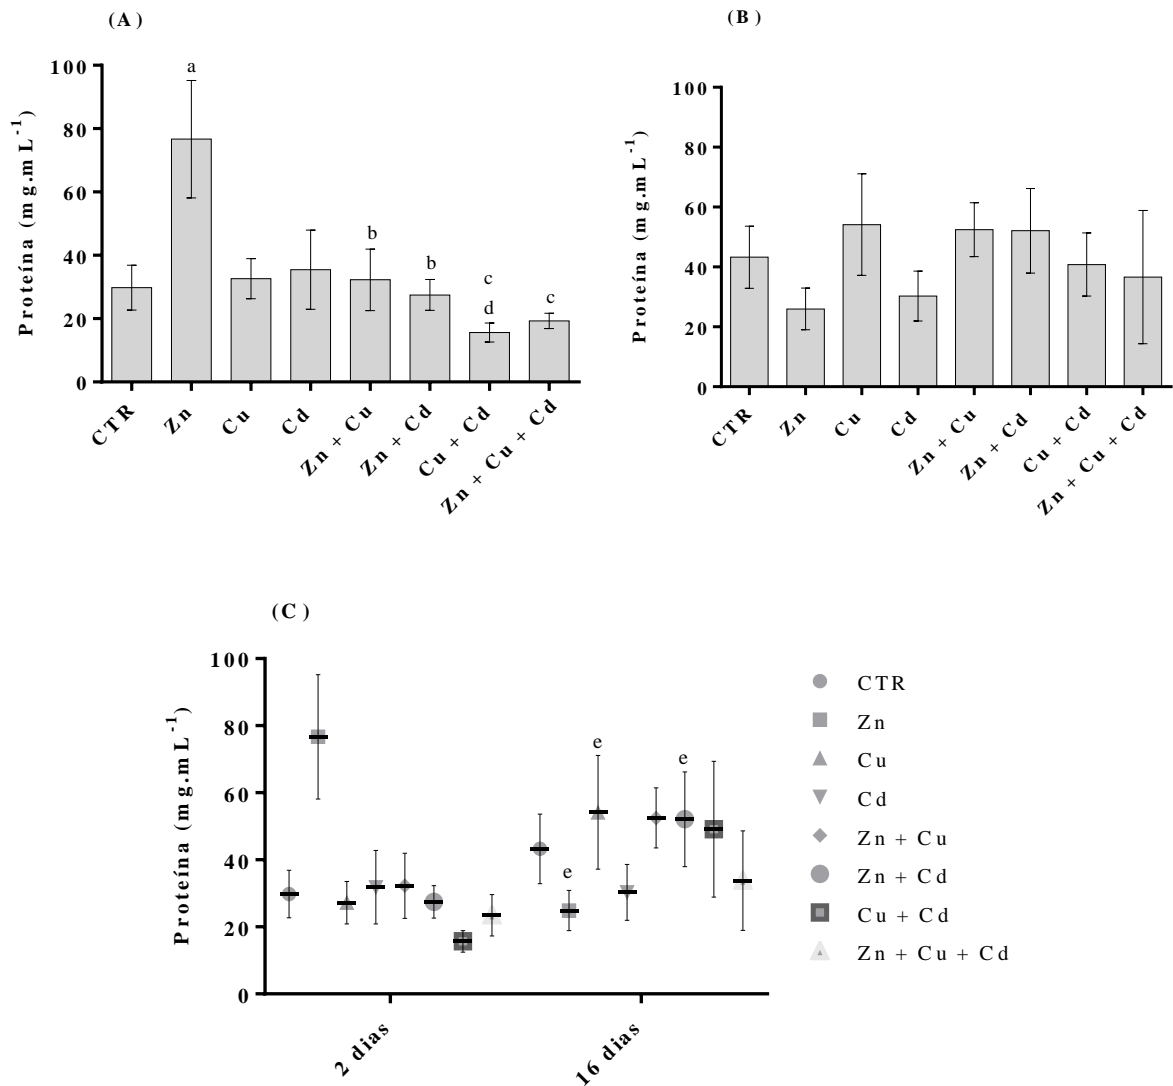 (A)
Proteína (mg.mL-1)
100
80
60
40
20
0
a
b
b
c
d
c
CTR
Zn
Cu
Cd
Zn + Cu
Zn + Cd
Cu + Cd
Zn + Cu + Cd
(B)
Proteína (mg.mL-1)
100
80
60
40
20
0
CTR
Zn
Cu
Cd
Zn + Cu
Zn + Cd
Cu + Cd
Zn + Cu + Cd
(C)
Proteína (mg.mL-1)
100
80
60
40
20
0
e
e
e
2 dias
16 dias
CTR
Zn
Cu
Cd
Zn + Cu
Zn + Cd
Cu + Cd
Zn + Cu + Cd